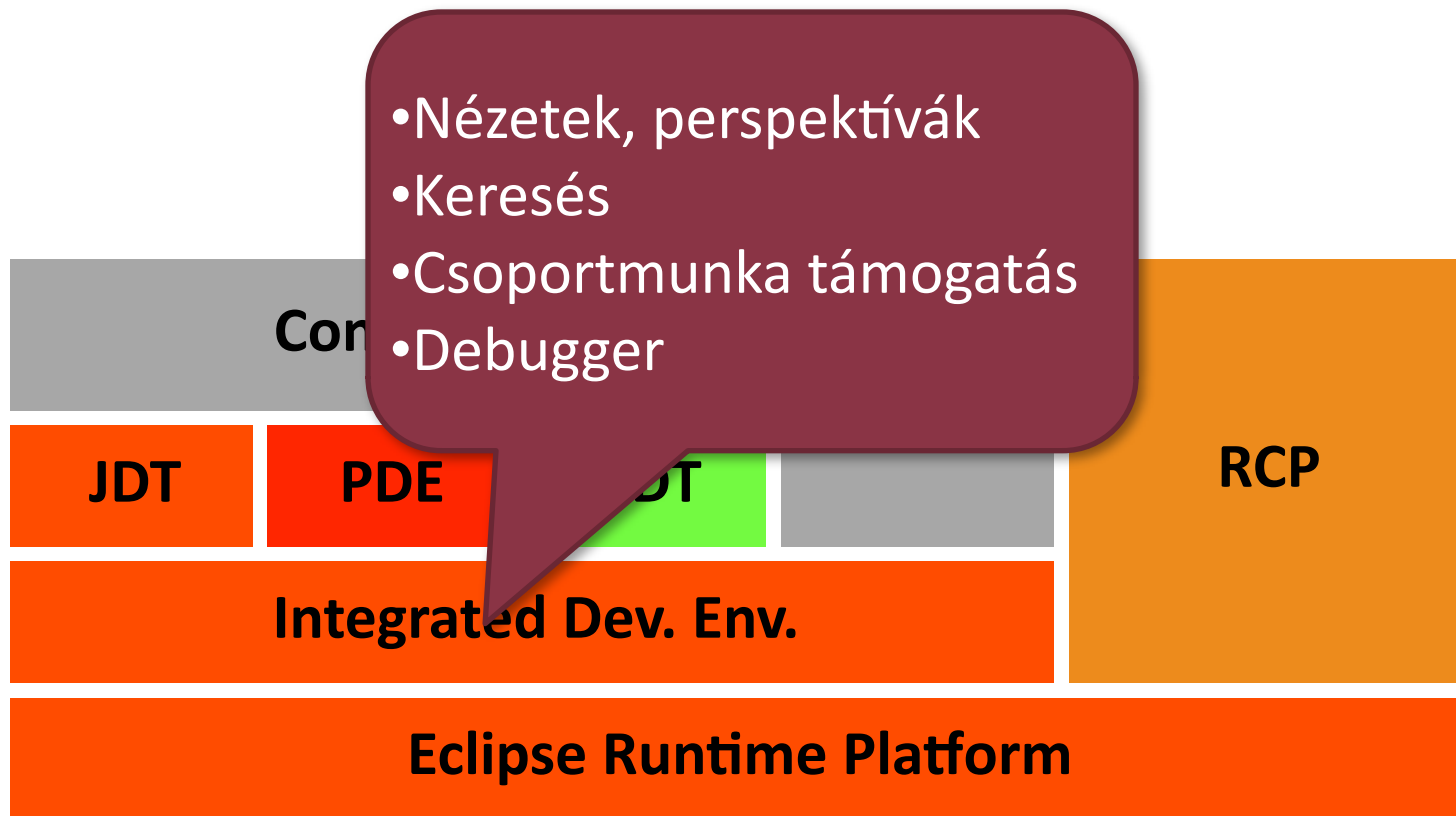 •Nézetek, perspektívák
•Keresés
•Csoportmunka támogatás
•Debugger
JDT
PDE
RCP
Integrated Dev. Env.
Eclipse Runtime Platform